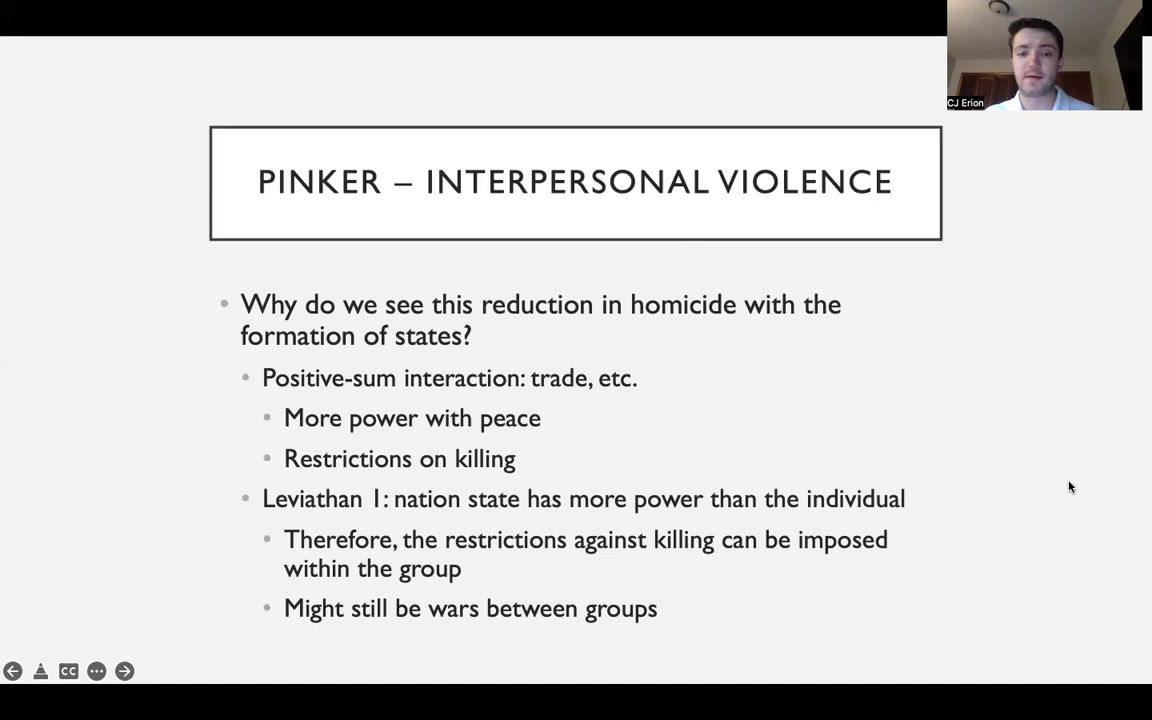 CJ Erion
PINKER – INTERPERSONAL VIOLENCE
• Why do we see this reduction in homicide with the
formation of states?
• Positive-sum interaction: trade, etc.
• More power with peace
• Restrictions on killing
• Leviathan 1: nation state has more power than the individual
• Therefore, the restrictions against killing can be imposed
within the group
• Might still be wars between groups
CC